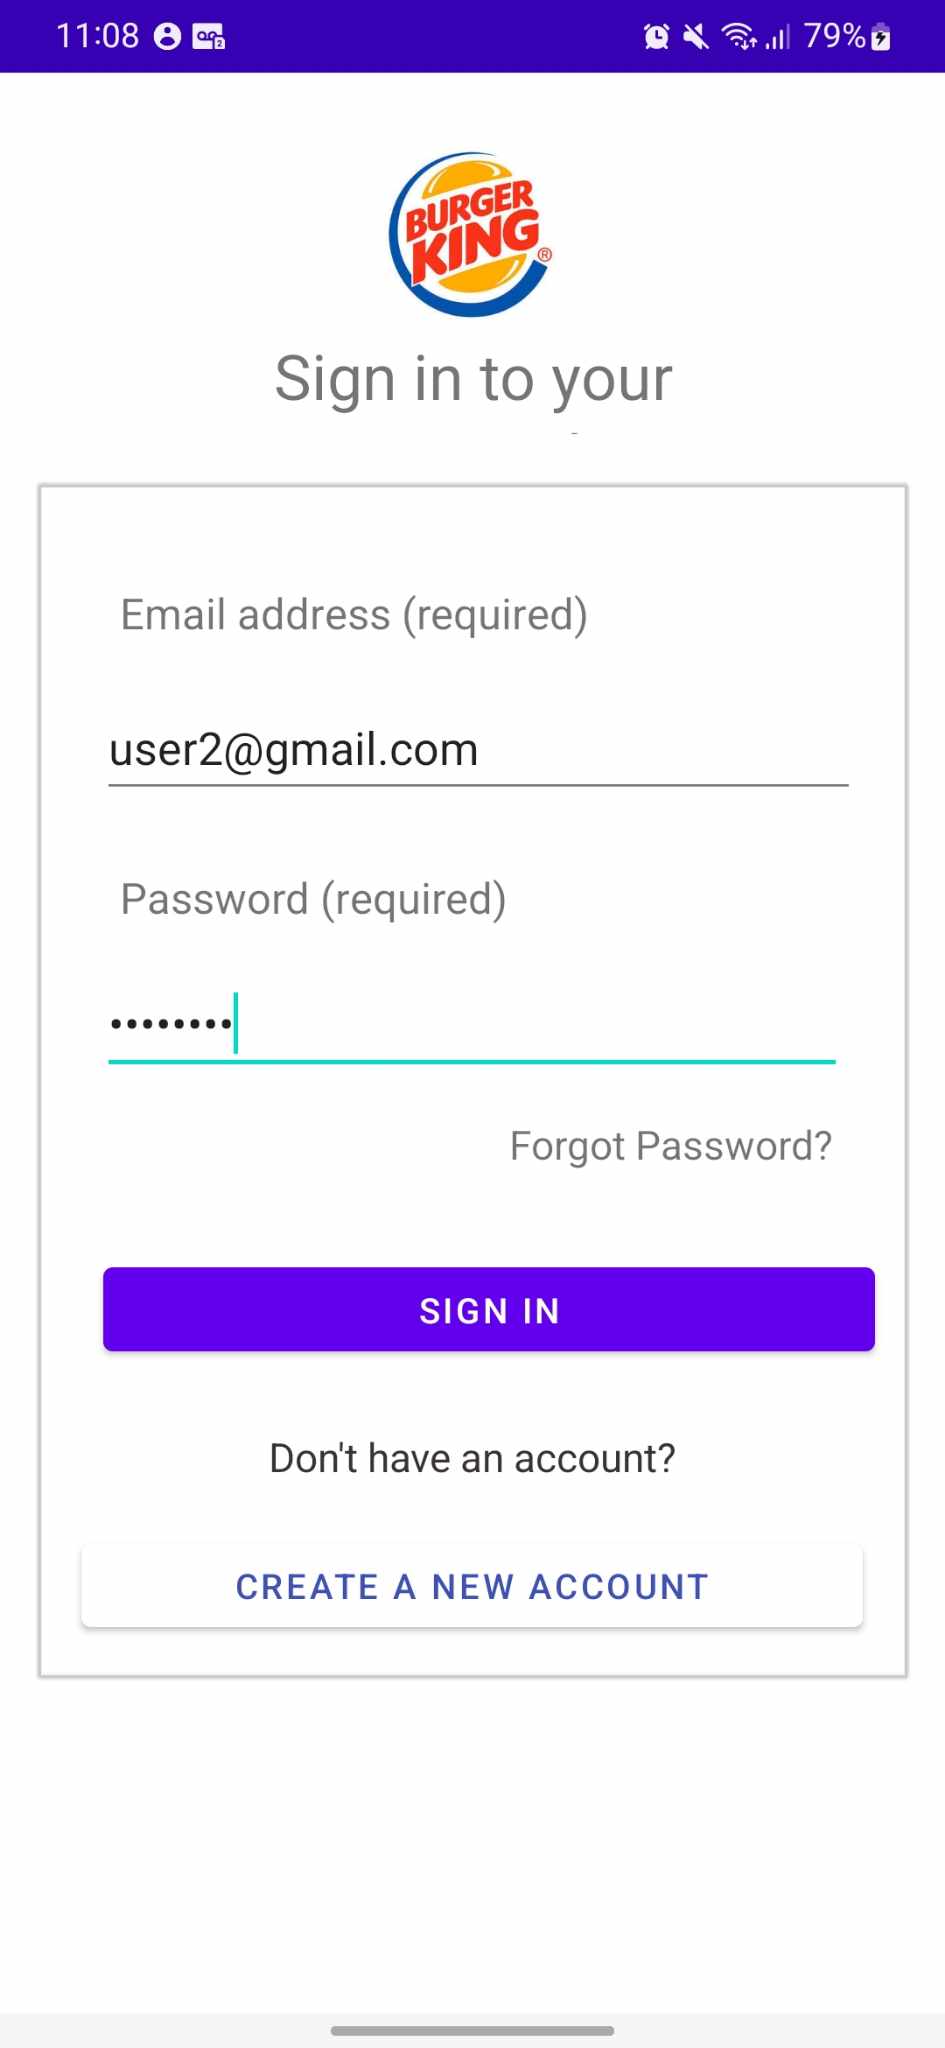 11:08
79%
BURGER
KING®
Sign in to your
Email address (required)
user2@gmail.com
Password (required)
••••••••
Forgot Password?
SIGN IN
Don't have an account?
CREATE A NEW ACCOUNT